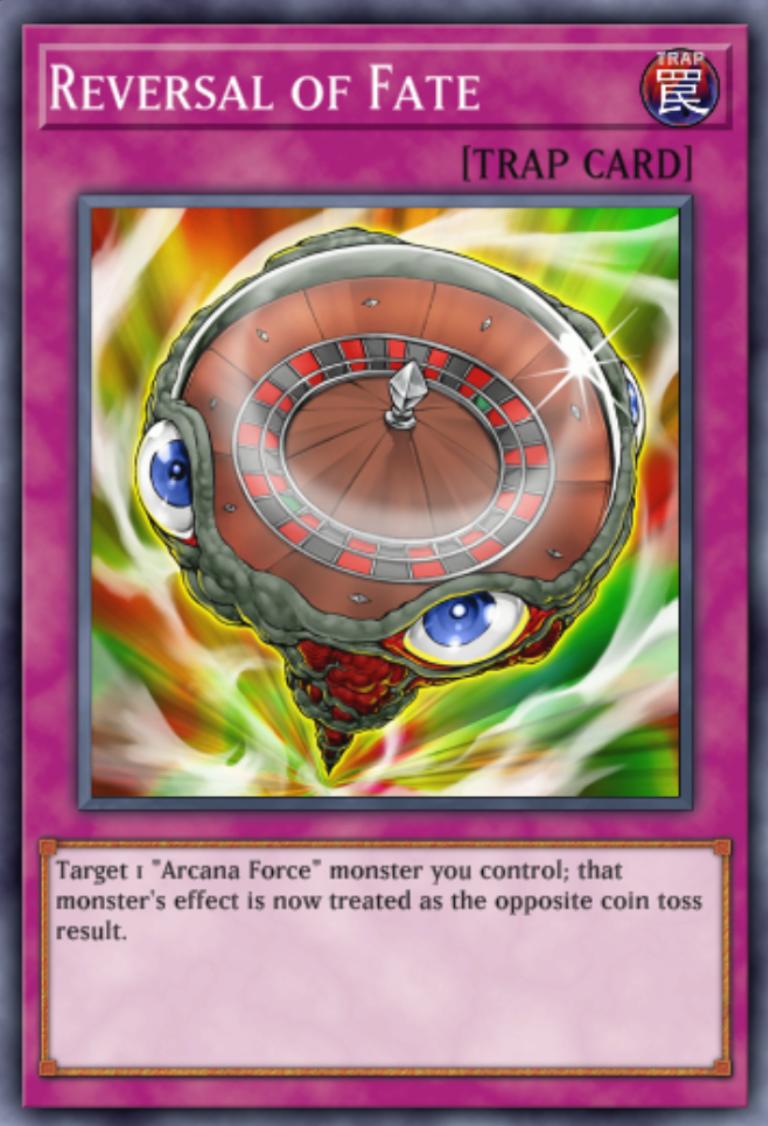 REVERSAL OF FATE
TRAP
罠
[TRAP CARD]
Target 1 "Arcana Force" monster you control; that
monster's effect is now treated as the opposite coin toss
result.